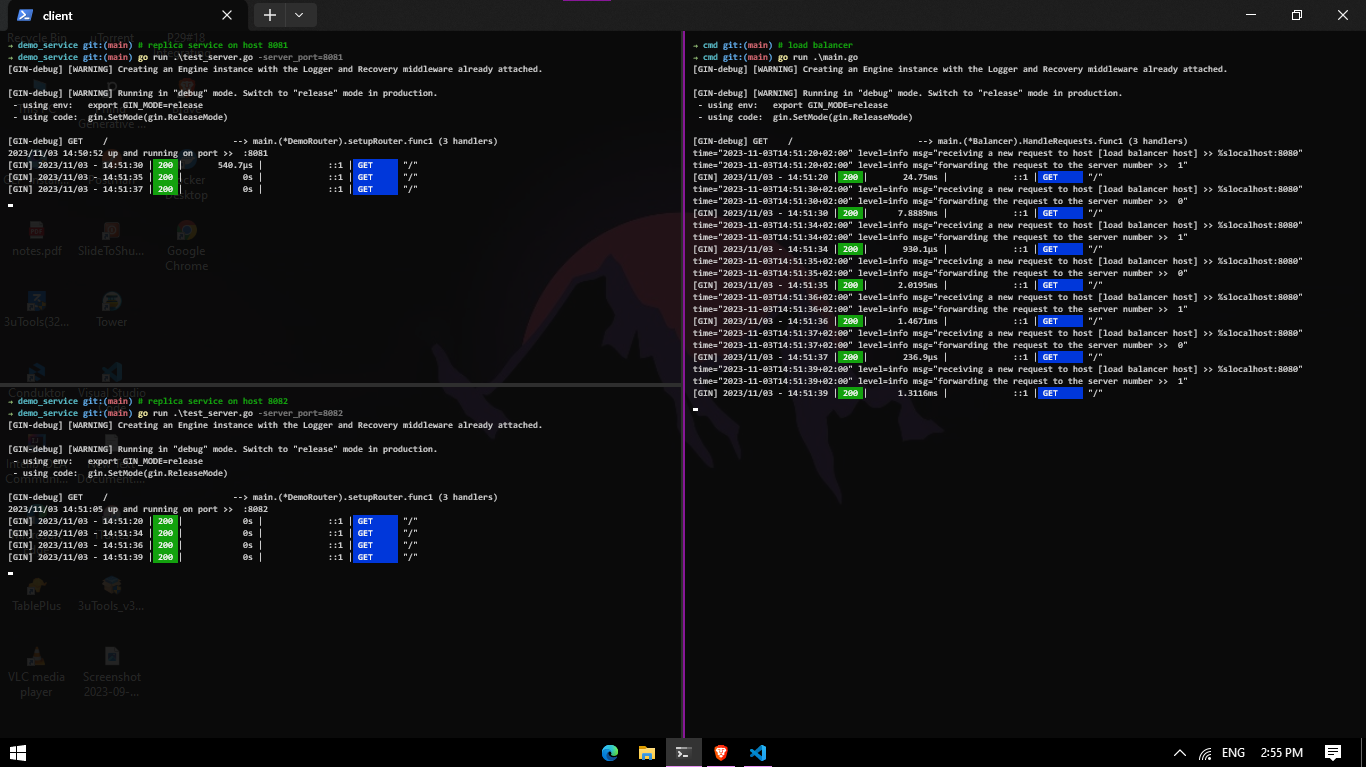 client
→ demo_service git:(main) # replica service on host 8081
→ demo_service git:(main) go run .\test_server.go -server_port=8081
[GIN-debug] [WARNING] Creating an Engine instance with the Logger and Recovery middleware already attached.
[GIN-debug] [WARNING] Running in "debug" mode. Switch to "release" mode in production.
- using env: export GIN_MODE=release
- using code: gin.SetMode(gin.ReleaseMode)
[GIN-debug] GET / --> main.(*DemoRouter).setupRouter.func1 (3 handlers)
2023/11/03 14:50:52 up and running on port >> :8081
[GIN] 2023/11/03 - 14:51:30 | 200 | 540.7µs | ::1 | GET "/"
[GIN] 2023/11/03 - 14:51:35 | 200 | 0s | ::1 | GET "/"
[GIN] 2023/11/03 - 14:51:37 | 200 | 0s | ::1 | GET "/"
→ demo_service git:(main) # replica service on host 8082
→ demo_service git:(main) go run .\test_server.go -server_port=8082
[GIN-debug] [WARNING] Creating an Engine instance with the Logger and Recovery middleware already attached.
[GIN-debug] [WARNING] Running in "debug" mode. Switch to "release" mode in production.
- using env: export GIN_MODE=release
- using code: gin.SetMode(gin.ReleaseMode)
[GIN-debug] GET / --> main.(*DemoRouter).setupRouter.func1 (3 handlers)
2023/11/03 14:51:05 up and running on port >> :8082
[GIN] 2023/11/03 - 14:51:20 | 200 | 0s | ::1 | GET "/"
[GIN] 2023/11/03 - 14:51:34 | 200 | 0s | ::1 | GET "/"
[GIN] 2023/11/03 - 14:51:36 | 200 | 0s | ::1 | GET "/"
[GIN] 2023/11/03 - 14:51:39 | 200 | 0s | ::1 | GET "/"
→ cmd git:(main) # load balancer
→ cmd git:(main) go run .\main.go
[GIN-debug] [WARNING] Creating an Engine instance with the Logger and Recovery middleware already attached.
[GIN-debug] [WARNING] Running in "debug" mode. Switch to "release" mode in production.
- using env: export GIN_MODE=release
- using code: gin.SetMode(gin.ReleaseMode)
[GIN-debug] GET / --> main.(*Balancer).HandleRequests.func1 (3 handlers)
time="2023-11-03T14:51:20+02:00" level=info msg="receiving a new request to host [load balancer host] >> %slocalhost:8080"
time="2023-11-03T14:51:20+02:00" level=info msg="forwarding the request to the server number >> 1"
[GIN] 2023/11/03 - 14:51:20 | 200 | 24.75ms | ::1 | GET "/"
time="2023-11-03T14:51:30+02:00" level=info msg="receiving a new request to host [load balancer host] >> %slocalhost:8080"
time="2023-11-03T14:51:30+02:00" level=info msg="forwarding the request to the server number >> 0"
[GIN] 2023/11/03 - 14:51:30 | 200 | 7.8889ms | ::1 | GET "/"
time="2023-11-03T14:51:34+02:00" level=info msg="receiving a new request to host [load balancer host] >> %slocalhost:8080"
time="2023-11-03T14:51:34+02:00" level=info msg="forwarding the request to the server number >> 1"
[GIN] 2023/11/03 - 14:51:34 | 200 | 930.1µs | ::1 | GET "/"
time="2023-11-03T14:51:35+02:00" level=info msg="receiving a new request to host [load balancer host] >> %slocalhost:8080"
time="2023-11-03T14:51:35+02:00" level=info msg="forwarding the request to the server number >> 0"
[GIN] 2023/11/03 - 14:51:35 | 200 | 2.0195ms | ::1 | GET "/"
time="2023-11-03T14:51:36+02:00" level=info msg="receiving a new request to host [load balancer host] >> %slocalhost:8080"
time="2023-11-03T14:51:36+02:00" level=info msg="forwarding the request to the server number >> 1"
[GIN] 2023/11/03 - 14:51:36 | 200 | 1.4671ms | ::1 | GET "/"
time="2023-11-03T14:51:37+02:00" level=info msg="receiving a new request to host [load balancer host] >> %slocalhost:8080"
time="2023-11-03T14:51:37+02:00" level=info msg="forwarding the request to the server number >> 0"
[GIN] 2023/11/03 - 14:51:37 | 200 | 236.9µs | ::1 | GET "/"
time="2023-11-03T14:51:39+02:00" level=info msg="receiving a new request to host [load balancer host] >> %slocalhost:8080"
time="2023-11-03T14:51:39+02:00" level=info msg="forwarding the request to the server number >> 1"
[GIN] 2023/11/03 - 14:51:39 | 200 | 1.3116ms | ::1 | GET "/"
Recycle Bin uTorrent P29#18
Generative ...
Desktop
notes.pdf SlideToShu... Google
Chrome
3uTools(32... Tower
Conduktor Visual Studio
Communi... Document....
TablePlus 3uTools_v3...
VLC media Screenshot
player 2023-09-...
ENG 2:55 PM